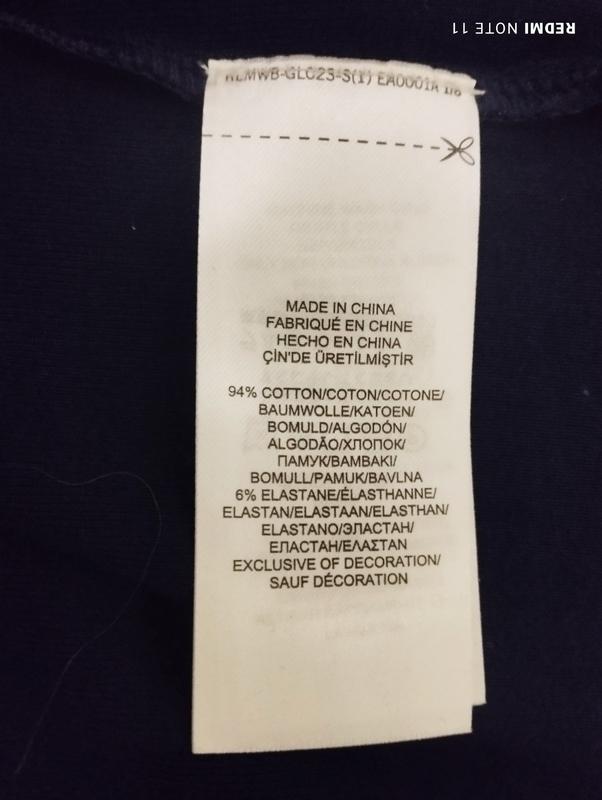 REDMI NOTE 11
MADE IN CHINA
FABRIQUÉ EN CHINE
HECHO EN CHINA
ÇİN'DE ÜRETİLMİŞTİR
94% COTTON/COTON/COTONE/
BAUMWOLLE/KATOEN/
BOMULD/ALGODÓN/
ALGODÃO/ХЛОПОК/
ПАМУК/ΒΑΜΒΑΚΙ/
BOMULL/PAMUK/BAVLNA
6% ELASTANE/ÉLASTHANNE/
ELASTAN/ELASTAAN/ELASTHAN/
ELASTANO/ЭЛАСТАН/
ЕЛАСТАН/ΕΛΑΣΤΑΝ
EXCLUSIVE OF DECORATION/
SAUF DÉCORATION